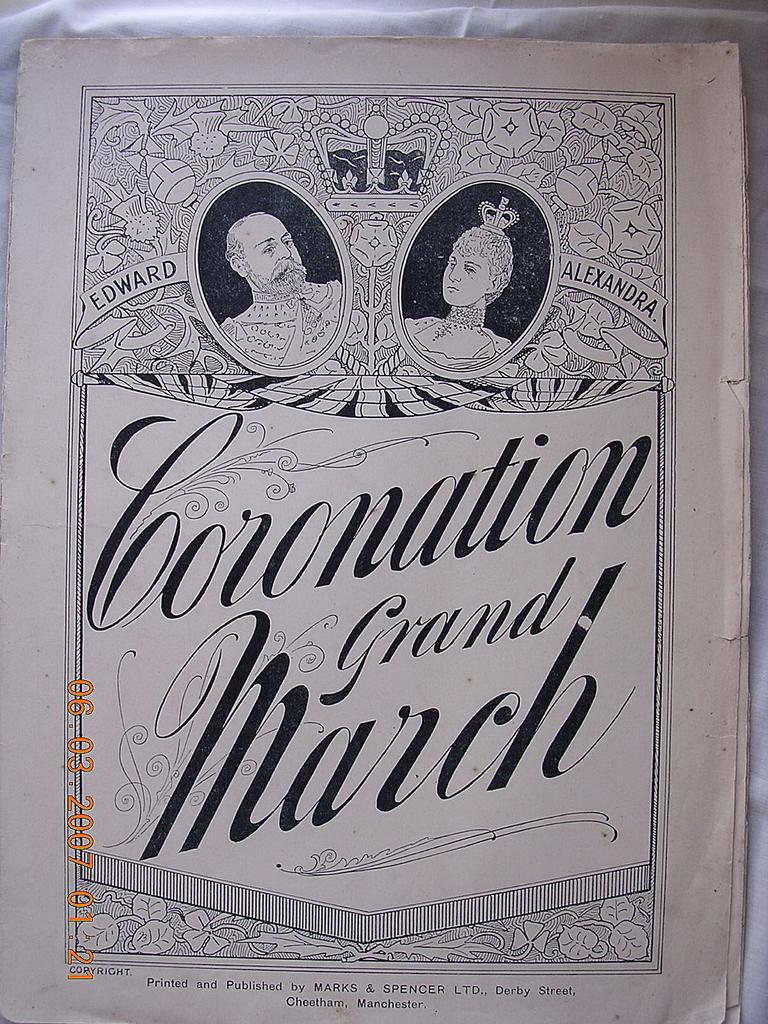 EDWARD
ALEXANDRA.
Coronation
Grand
March
COPYRIGHT.
Printed and Published by MARKS & SPENCER LTD., Derby Street,
Cheetham, Manchester.
06.03.2007 01:21